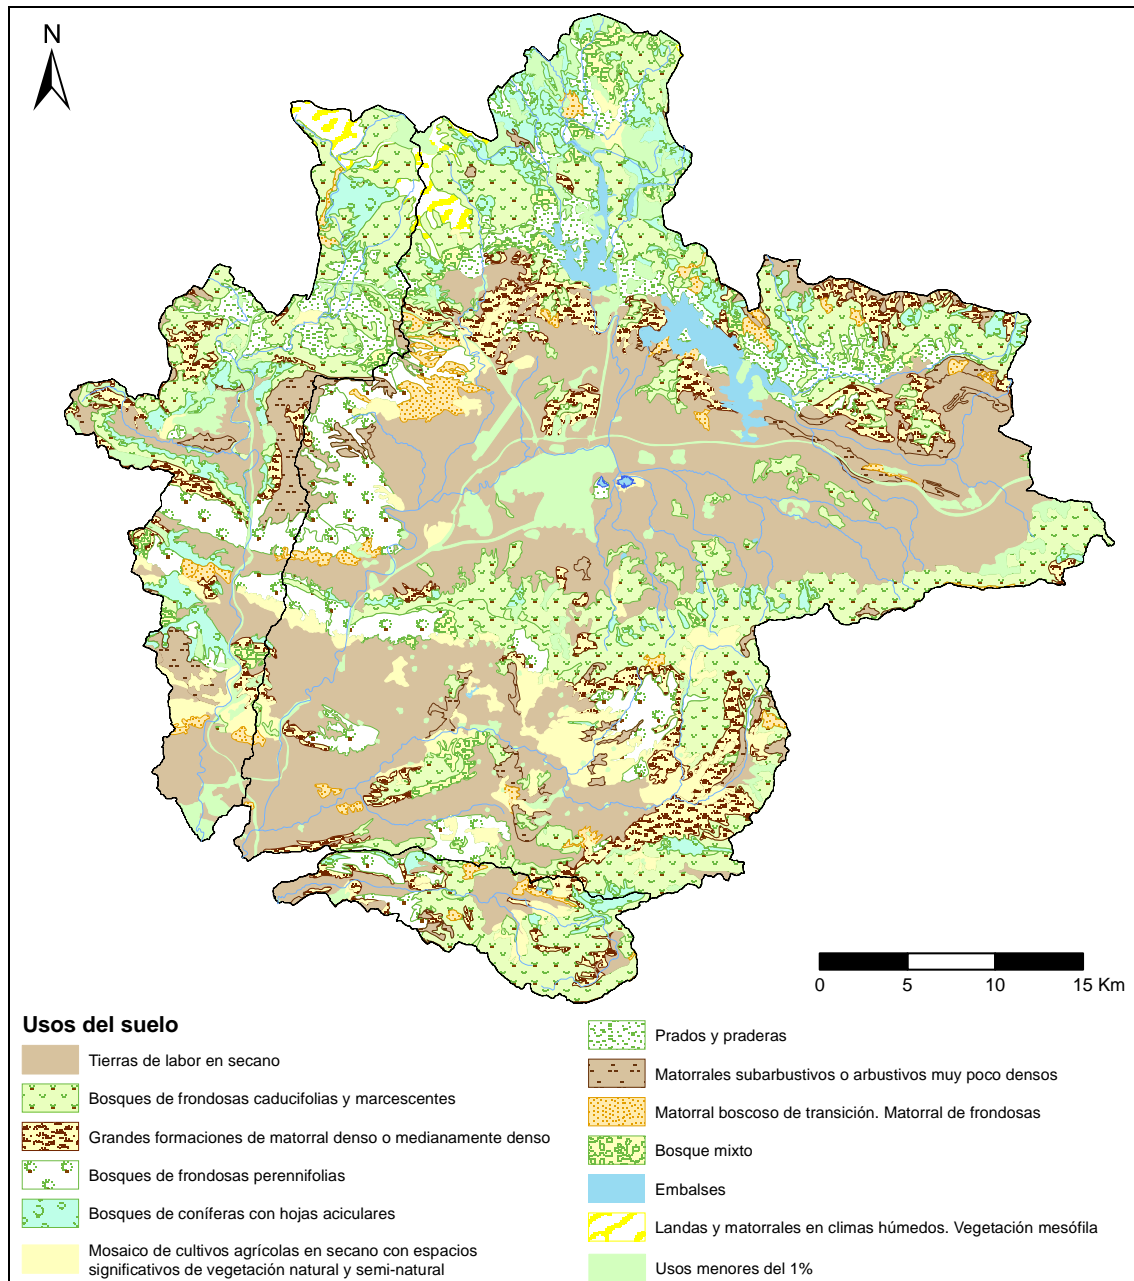 N
0 5 10 15 Km
Usos del suelo
Tierras de labor en secano
Bosques de frondosas caducifolias y marcescentes
Grandes formaciones de matorral denso o medianamente denso
Bosques de frondosas perennifolias
Bosques de coníferas con hojas aciculares
Mosaico de cultivos agrícolas en secano con espacios
significativos de vegetación natural y semi-natural
Prados y praderas
Matorrales subarbustivos o arbustivos muy poco densos
Matorral boscoso de transición. Matorral de frondosas
Bosque mixto
Embalses
Landas y matorrales en climas húmedos. Vegetación mesófila
Usos menores del 1%